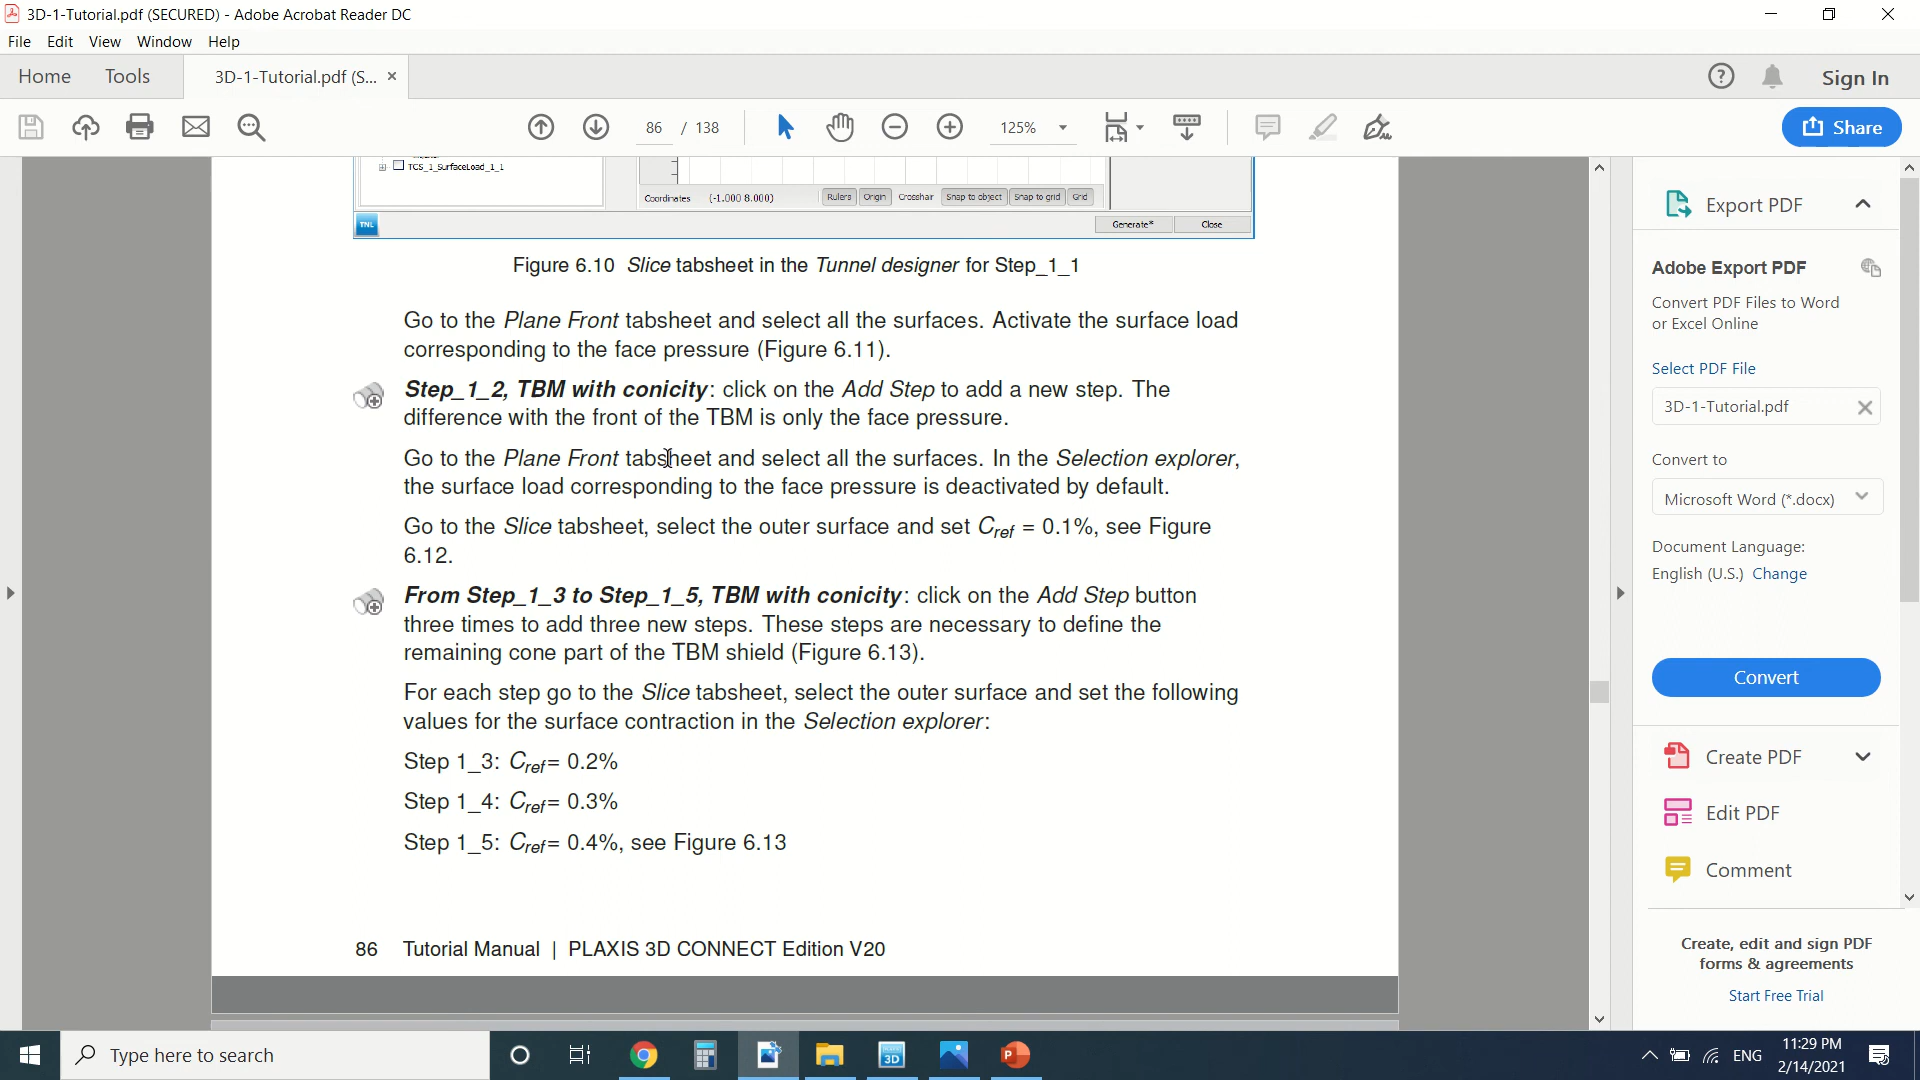 3D-1-Tutorial.pdf (SECURED) - Adobe Acrobat Reader DC
File Edit View Window Help
Home Tools 3D-1-Tutorial.pdf (S... × Sign In
86 / 138 125% Share
TCS_1_SurfaceLoad_1_1
Coordinates (-1.000 8.000) Rulers Origin Crosshair Snap to object Snap to grid Grid
TNL Generate* Close
Figure 6.10 Slice tabsheet in the Tunnel designer for Step_1_1
Go to the Plane Front tabsheet and select all the surfaces. Activate the surface load
corresponding to the face pressure (Figure 6.11).
Step_1_2, TBM with conicity: click on the Add Step to add a new step. The
difference with the front of the TBM is only the face pressure.
Go to the Plane Front tabsheet and select all the surfaces. In the Selection explorer,
the surface load corresponding to the face pressure is deactivated by default.
Go to the Slice tabsheet, select the outer surface and set Cref = 0.1%, see Figure
6.12.
From Step_1_3 to Step_1_5, TBM with conicity: click on the Add Step button
three times to add three new steps. These steps are necessary to define the
remaining cone part of the TBM shield (Figure 6.13).
For each step go to the Slice tabsheet, select the outer surface and set the following
values for the surface contraction in the Selection explorer:
Step 1_3: Cref= 0.2%
Step 1_4: Cref= 0.3%
Step 1_5: Cref= 0.4%, see Figure 6.13
86 Tutorial Manual | PLAXIS 3D CONNECT Edition V20
Export PDF
Adobe Export PDF
Convert PDF Files to Word
or Excel Online
Select PDF File
3D-1-Tutorial.pdf
Convert to
Microsoft Word (*.docx)
Document Language:
English (U.S.) Change
Convert
Create PDF
Edit PDF
Comment
Create, edit and sign PDF
forms & agreements
Start Free Trial
Type here to search
3D
P
ENG
11:29 PM
2/14/2021